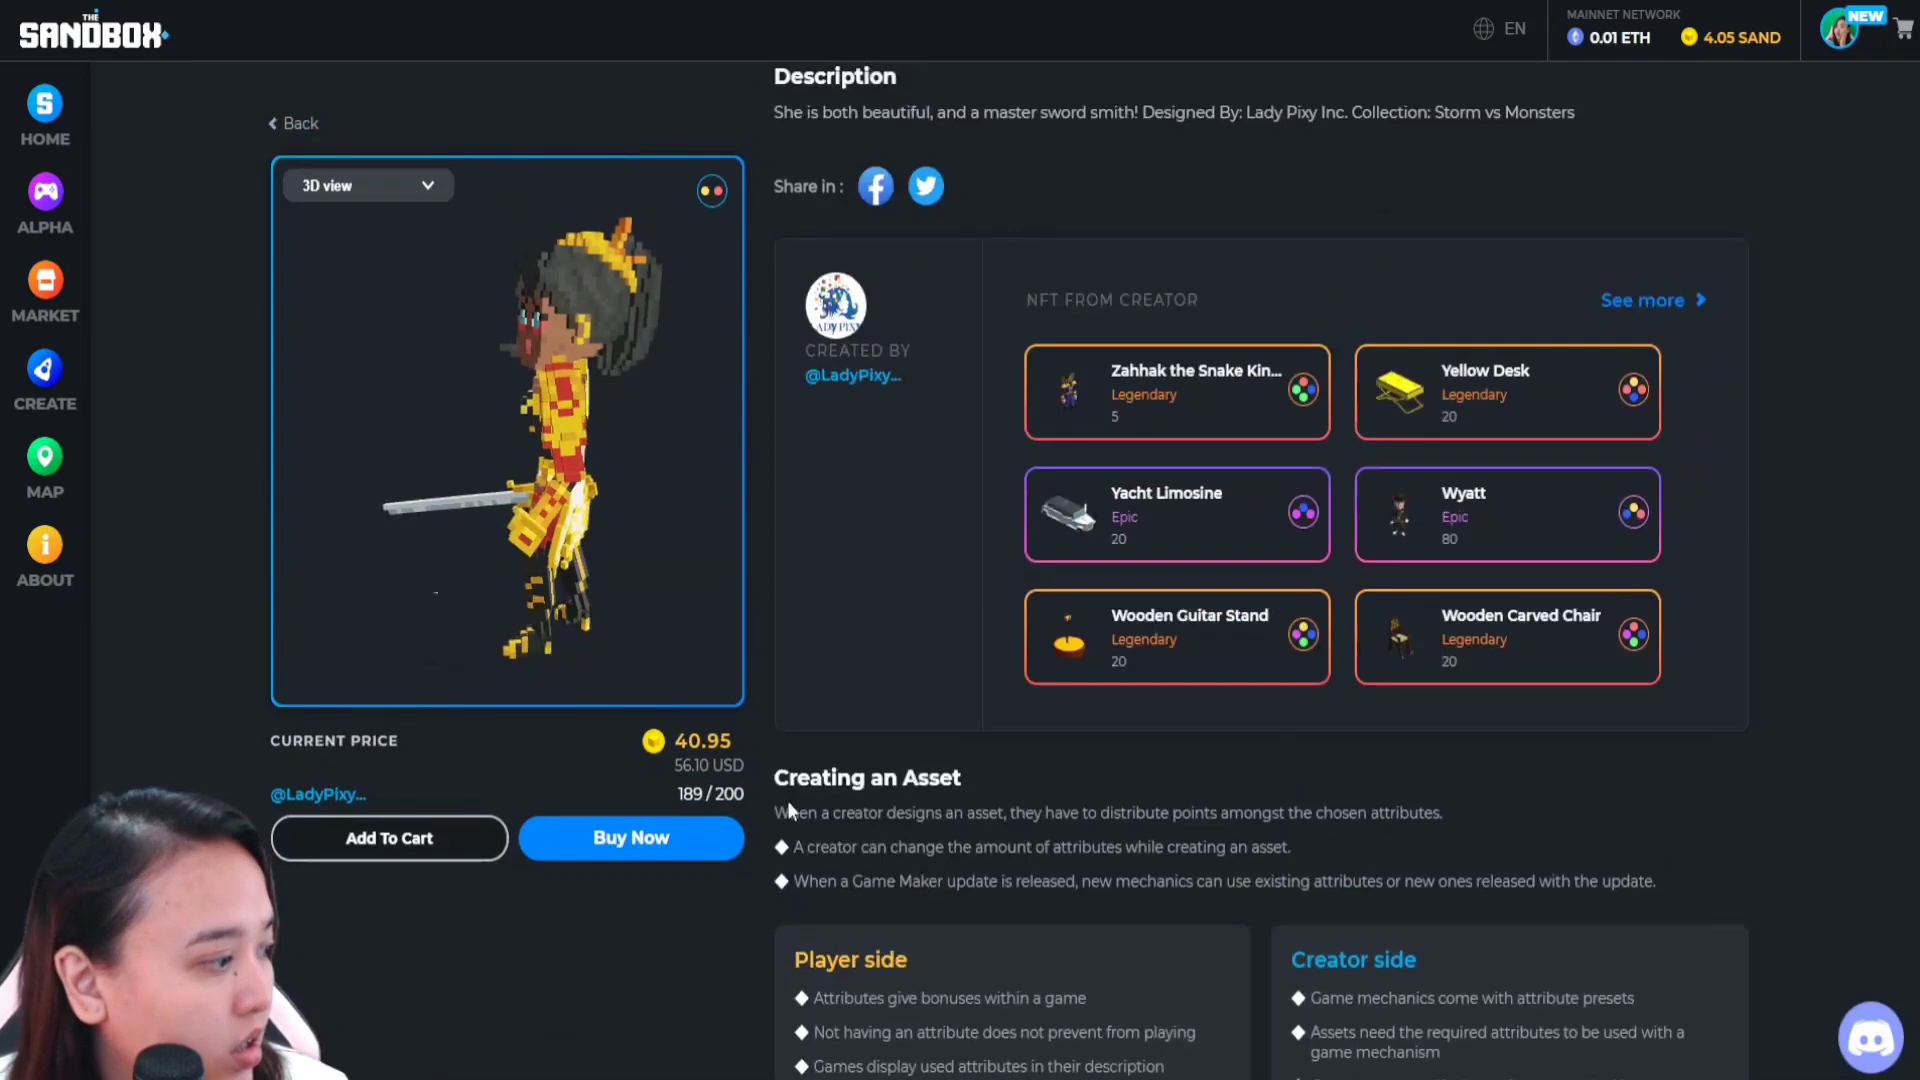 THE
SANDBOX
EN
MAINNET NETWORK
0.01 ETH
4.05 SAND
NEW
HOME
ALPHA
MARKET
CREATE
MAP
ABOUT
Back
3D view
CURRENT PRICE
40.95
56.10 USD
@LadyPixy...
189 / 200
Add To Cart
Buy Now
Description
She is both beautiful, and a master sword smith! Designed By: Lady Pixy Inc. Collection: Storm vs Monsters
Share in :
CREATED BY
@LadyPixy...
NFT FROM CREATOR
See more
Zahhak the Snake Kin...
Legendary
5
Yellow Desk
Legendary
20
Yacht Limosine
Epic
20
Wyatt
Epic
80
Wooden Guitar Stand
Legendary
20
Wooden Carved Chair
Legendary
20
Creating an Asset
When a creator designs an asset, they have to distribute points amongst the chosen attributes.
A creator can change the amount of attributes while creating an asset.
When a Game Maker update is released, new mechanics can use existing attributes or new ones released with the update.
Player side
Attributes give bonuses within a game
Not having an attribute does not prevent from playing
Games display used attributes in their description
Creator side
Game mechanics come with attribute presets
Assets need the required attributes to be used with a
game mechanism